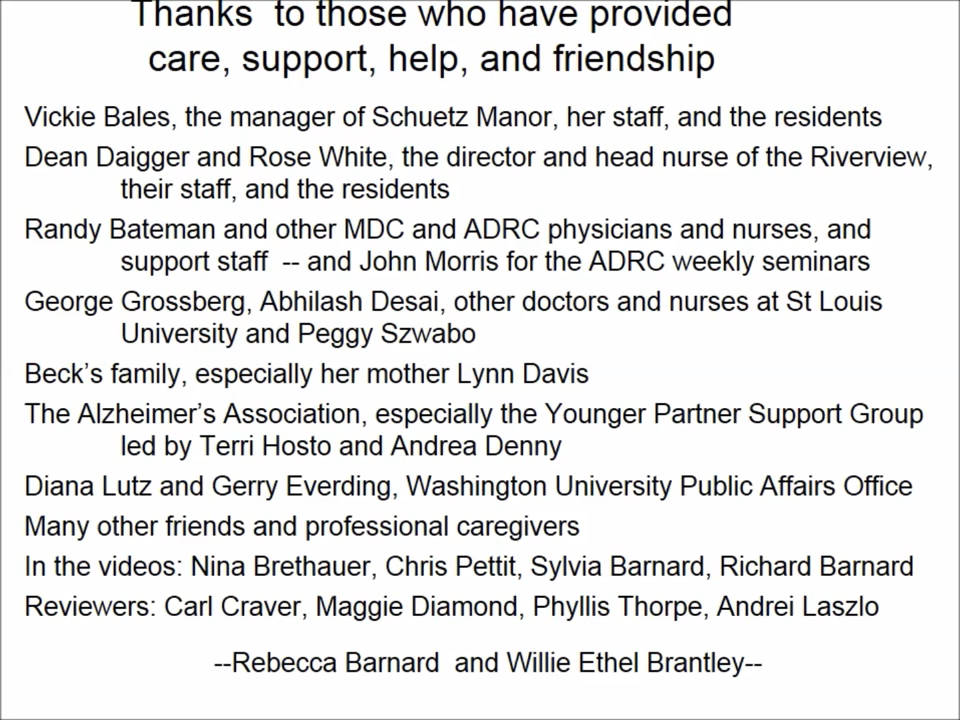 Thanks  to those who have provided
care, support, help, and friendship
Vickie Bales, the manager of Schuetz Manor, her staff, and the residents
Dean Daigger and Rose White, the director and head nurse of the Riverview,
their staff, and the residents
Randy Bateman and other MDC and ADRC physicians and nurses, and
support staff  -- and John Morris for the ADRC weekly seminars
George Grossberg, Abhilash Desai, other doctors and nurses at St Louis
University and Peggy Szwabo
Beck’s family, especially her mother Lynn Davis
The Alzheimer’s Association, especially the Younger Partner Support Group
led by Terri Hosto and Andrea Denny
Diana Lutz and Gerry Everding, Washington University Public Affairs Office
Many other friends and professional caregivers
In the videos: Nina Brethauer, Chris Pettit, Sylvia Barnard, Richard Barnard
Reviewers: Carl Craver, Maggie Diamond, Phyllis Thorpe, Andrei Laszlo
--Rebecca Barnard  and Willie Ethel Brantley--